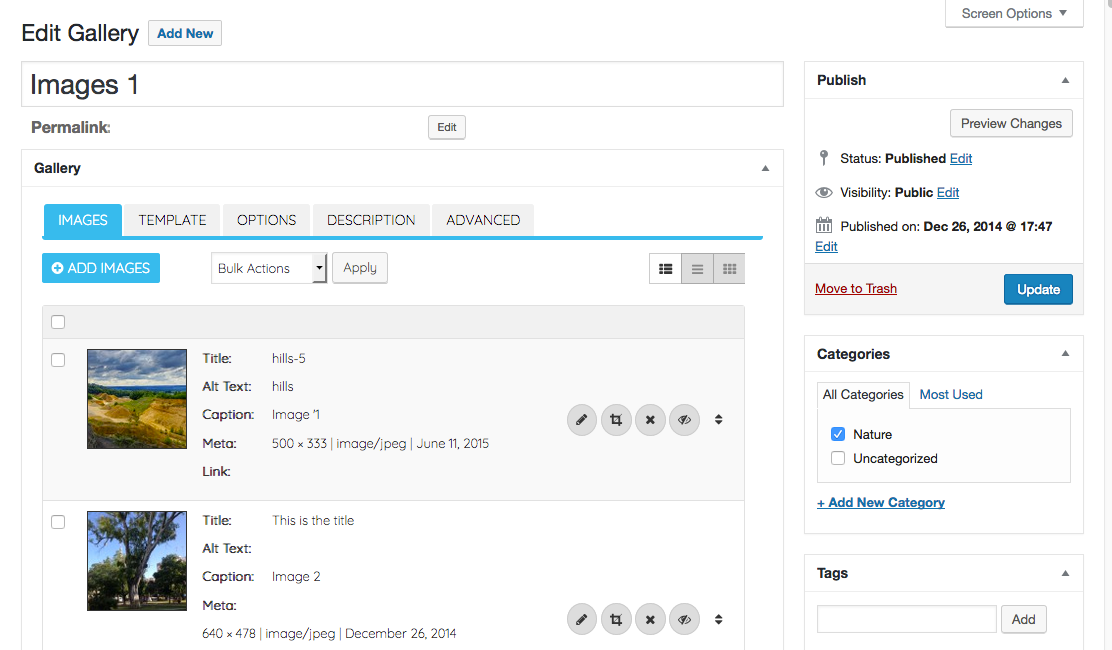 Screen Options
Edit Gallery Add New
Images 1
Permalink: Edit
Gallery
IMAGES TEMPLATE OPTIONS DESCRIPTION ADVANCED
ADD IMAGES Bulk Actions Apply
Title: hills-5
Alt Text: hills
Caption: Image '1
Meta: 500 × 333 | image/jpeg | June 11, 2015
Link:
Title: This is the title
Alt Text:
Caption: Image 2
Meta:
640 × 478 | image/jpeg | December 26, 2014
Publish
Preview Changes
Status: Published Edit
Visibility: Public Edit
Published on: Dec 26, 2014 @ 17:47
Edit
Move to Trash Update
Categories
All Categories Most Used
Nature
Uncategorized
+ Add New Category
Tags
Add